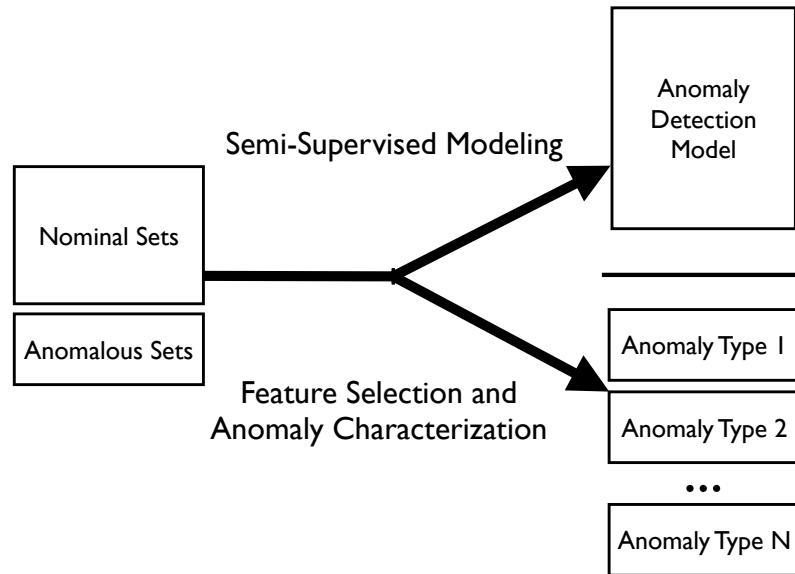 Anomaly
Detection
Model
Semi-Supervised Modeling
Nominal Sets
Anomalous Sets
Feature Selection and
Anomaly Characterization
Anomaly Type 1
Anomaly Type 2
...
Anomaly Type N